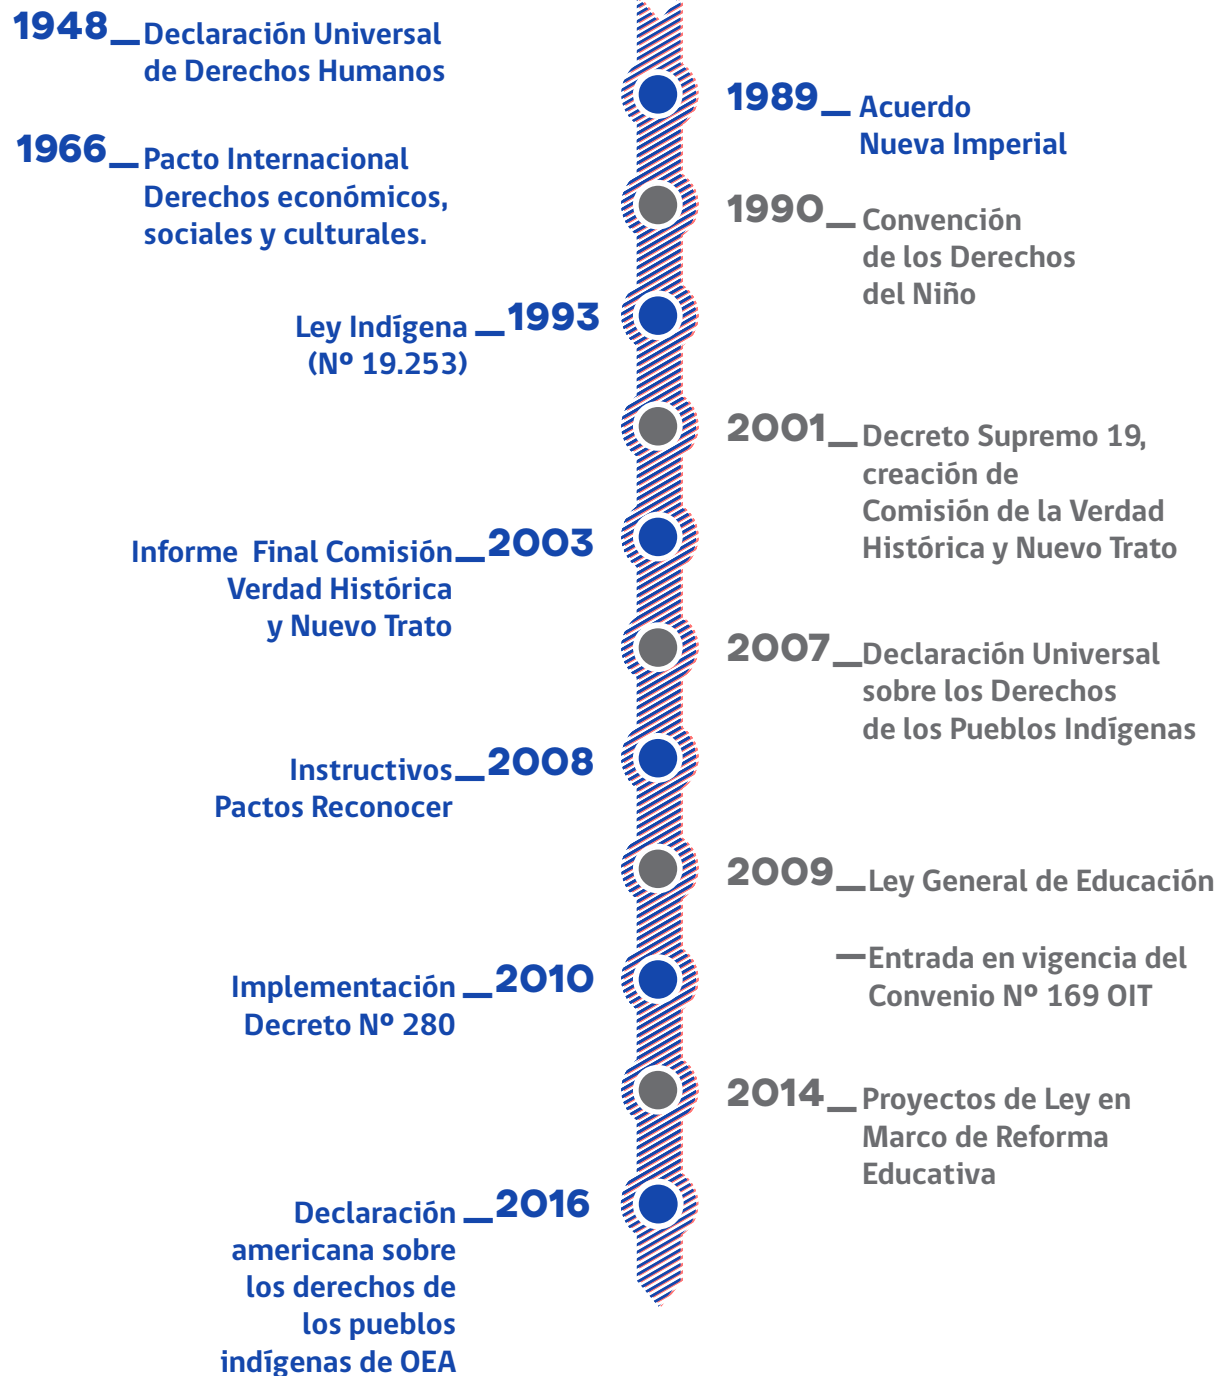 1948 Declaración Universal
de Derechos Humanos
1966 Pacto Internacional
Derechos económicos,
sociales y culturales.
1989 Acuerdo
Nueva Imperial
1990 Convención
de los Derechos
del Niño
Ley Indígena 1993
(Nº 19.253)
2001 Decreto Supremo 19,
creación de
Comisión de la Verdad
Histórica y Nuevo Trato
Informe Final Comisión 2003
Verdad Histórica
y Nuevo Trato
2007 Declaración Universal
sobre los Derechos
de los Pueblos Indígenas
Instructivos 2008
Pactos Reconocer
2009 Ley General de Educación
Entrada en vigencia del
Convenio Nº 169 OIT
Implementación 2010
Decreto Nº 280
2014 Proyectos de Ley en
Marco de Reforma
Educativa
Declaración 2016
americana sobre
los derechos de
los pueblos
indígenas de OEA